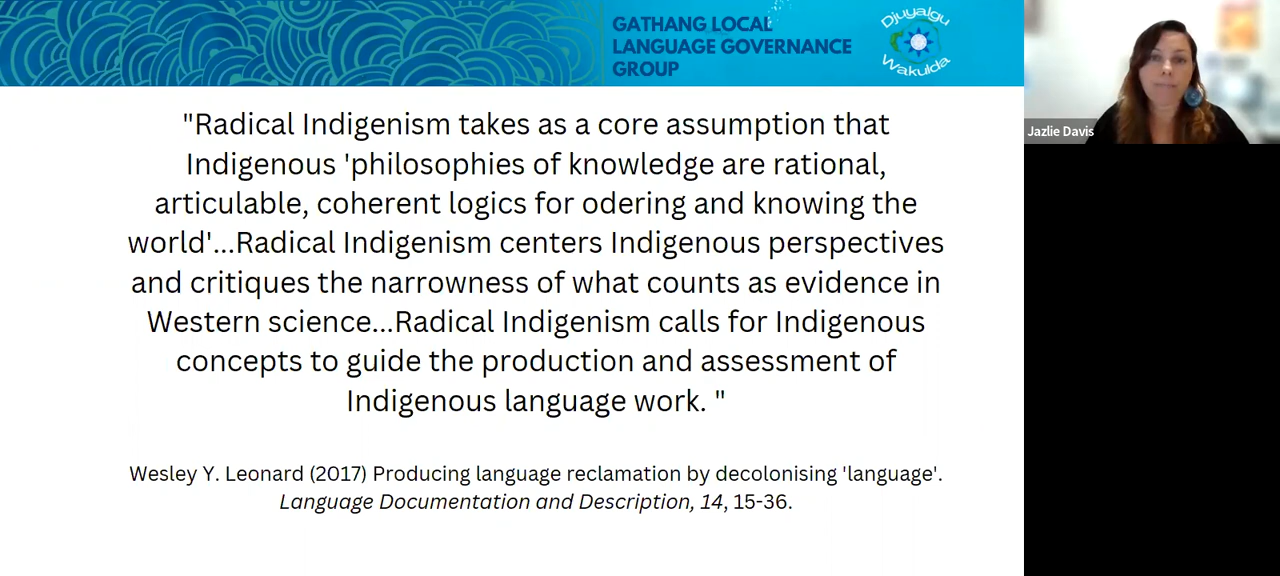 GATHANG LOCAL
LANGUAGE GOVERNANCE
GROUP
Djuyalgu
Wakulda
Jazlie Davis
"Radical Indigenism takes as a core assumption that
Indigenous 'philosophies of knowledge are rational,
articulable, coherent logics for odering and knowing the
world'...Radical Indigenism centers Indigenous perspectives
and critiques the narrowness of what counts as evidence in
Western science...Radical Indigenism calls for Indigenous
concepts to guide the production and assessment of
Indigenous language work. "
Wesley Y. Leonard (2017) Producing language reclamation by decolonising 'language'.
Language Documentation and Description, 14, 15-36.